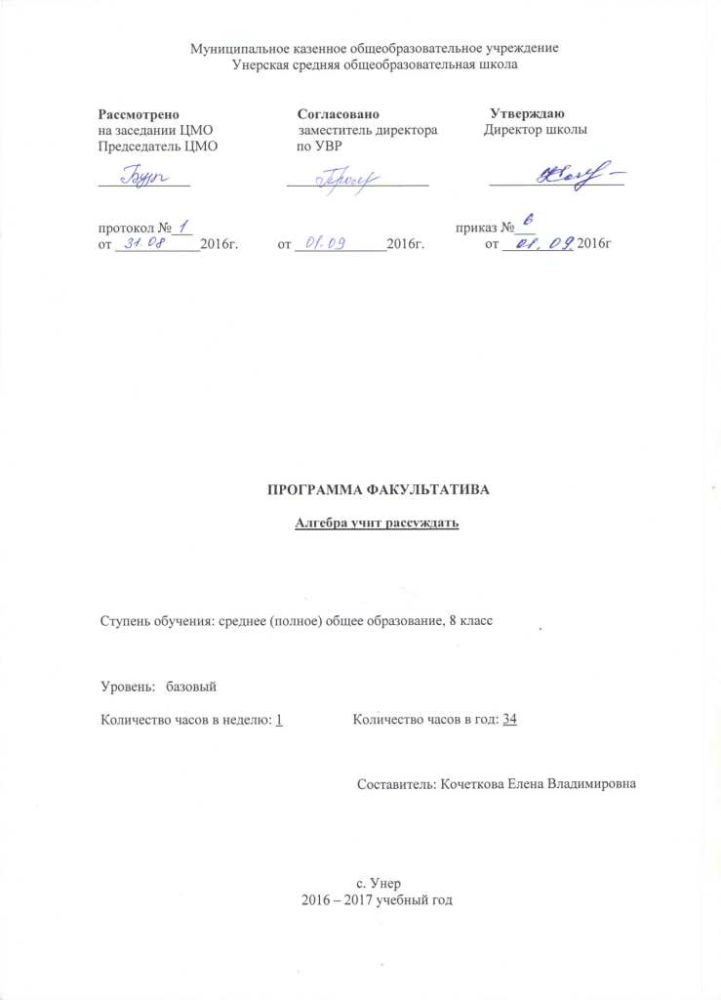 Муниципальное казенное общеобразовательное учреждение
Унерская средняя общеобразовательная школа
Рассмотрено Согласовано Утверждаю
на заседании ЦМО заместитель директора Директор школы
Председатель ЦМО по УВР
протокол № 1 приказ № 6
от 31.08 2016г. от 01.09 2016г. от 01.09. 2016г
ПРОГРАММА ФАКУЛЬТАТИВА
Алгебра учит рассуждать
Ступень обучения: среднее (полное) общее образование, 8 класс
Уровень: базовый
Количество часов в неделю: 1 Количество часов в год: 34
Составитель: Кочеткова Елена Владимировна
с. Унер
2016 – 2017 учебный год